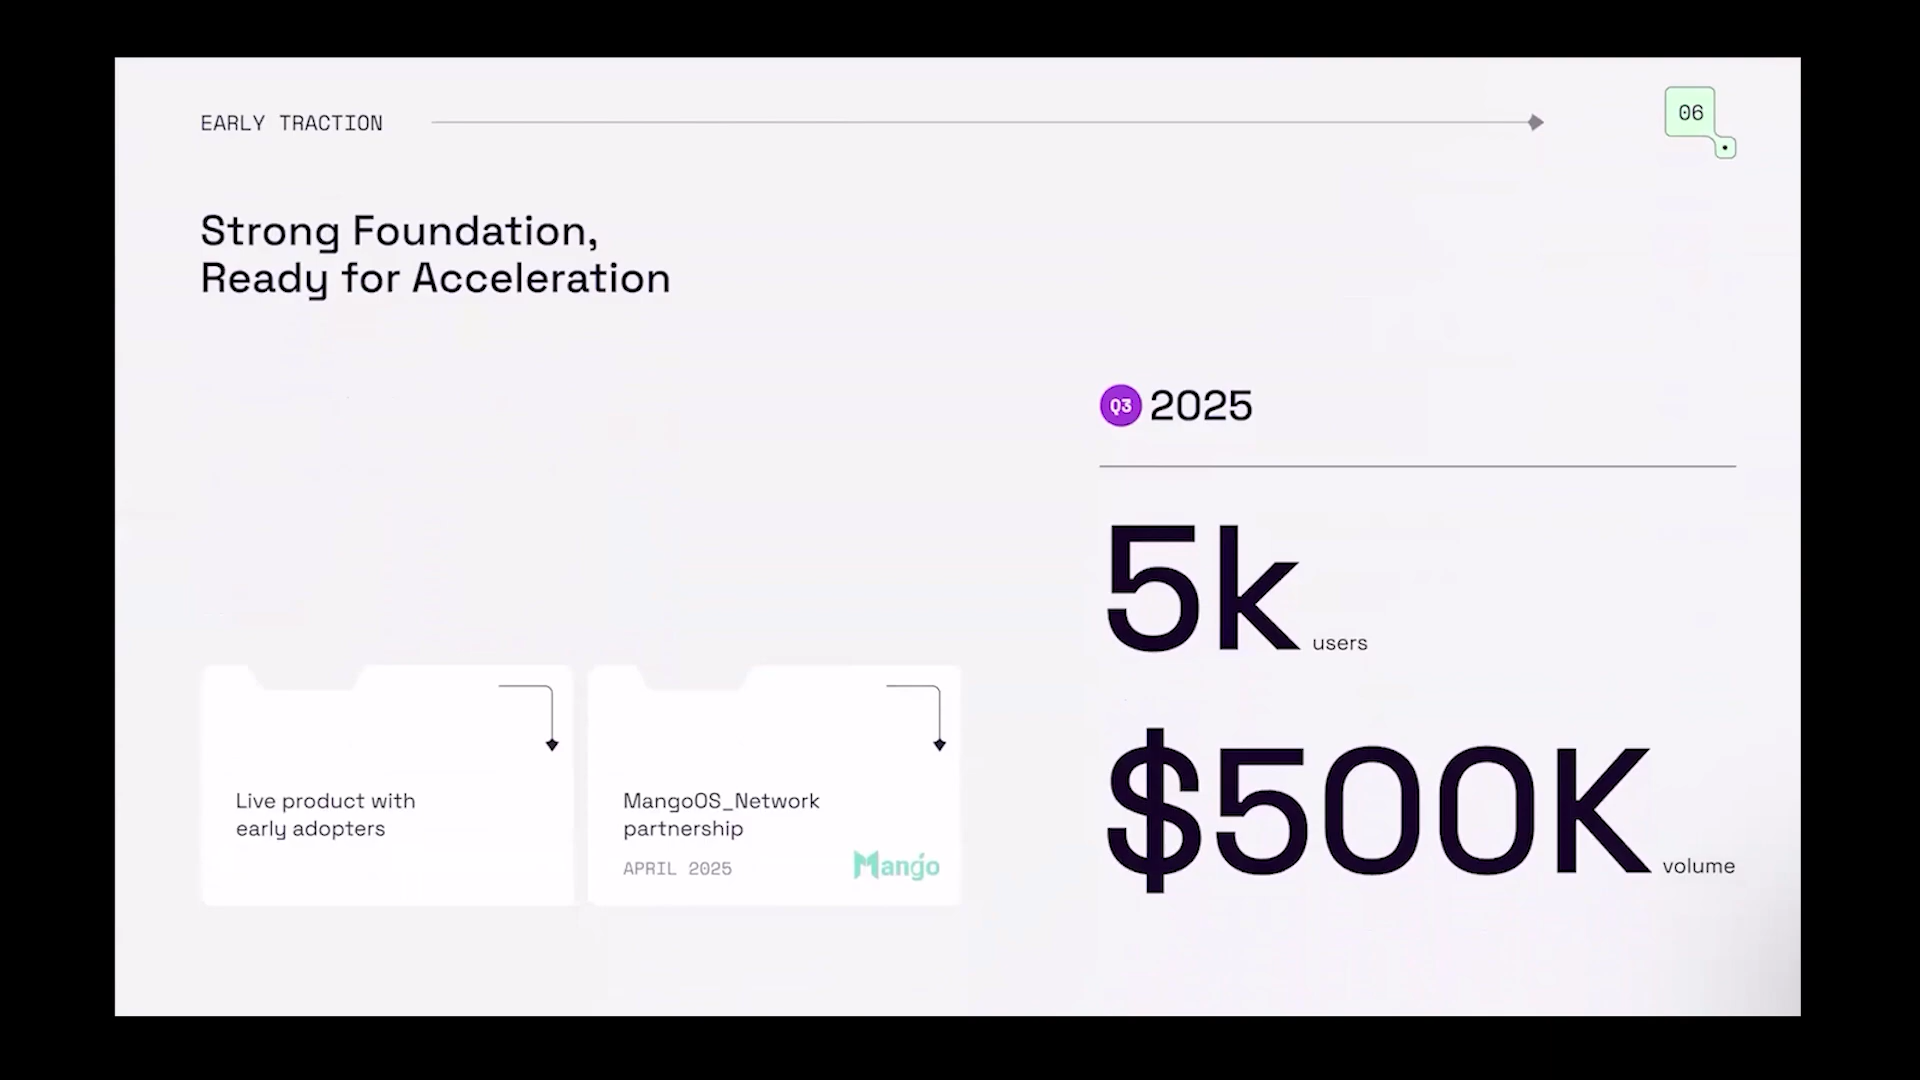 EARLY TRACTION
06
Strong Foundation,
Ready for Acceleration
Q3 2025
5k users
$500K volume
Live product with
early adopters
MangoOS_Network
partnership
APRIL 2025
Mango